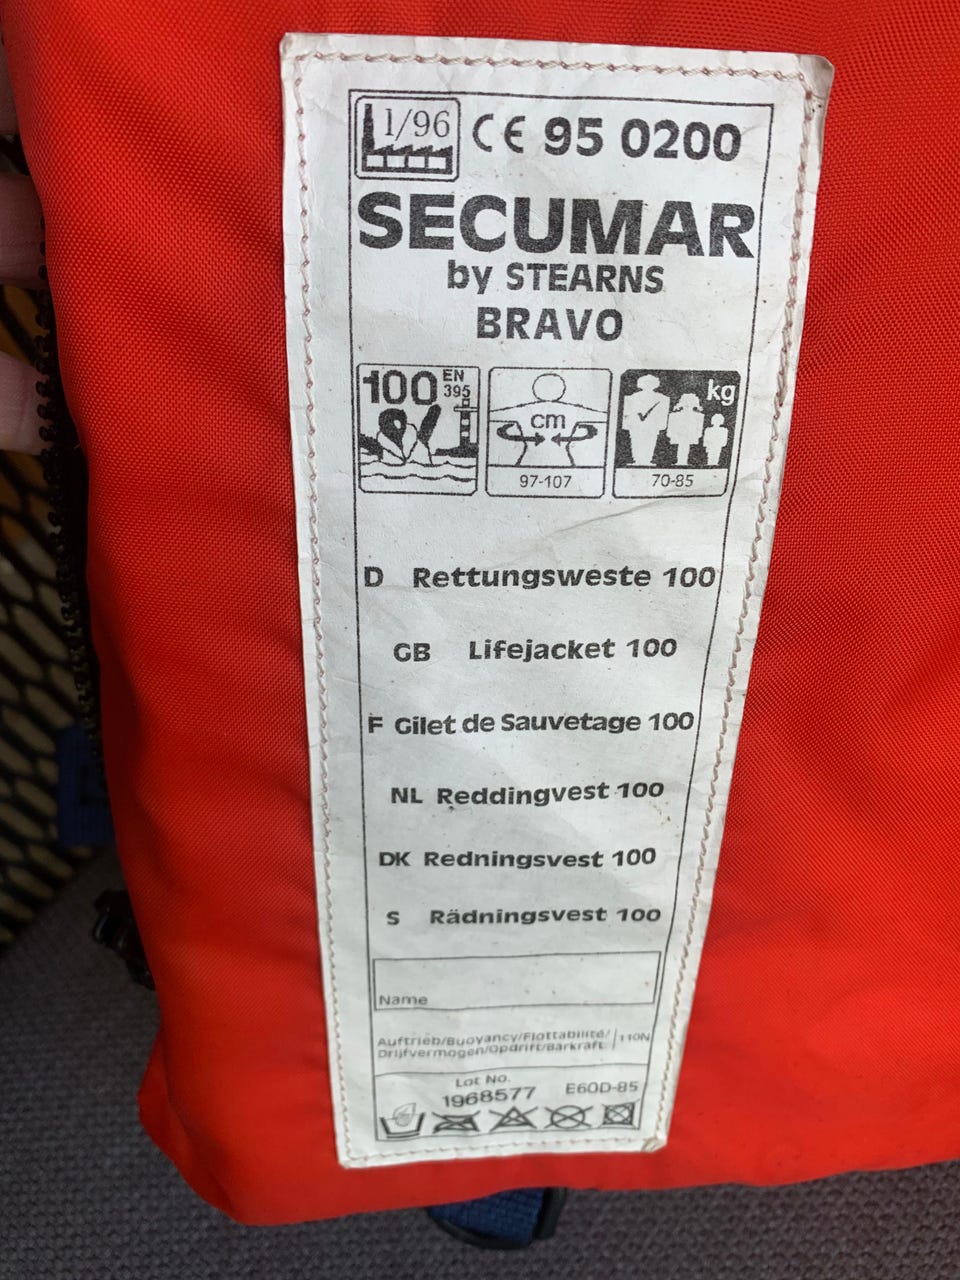 1/96 CE 95 0200
SECUMAR
by STEARNS
BRAVO
100 EN 395
cm
97-107
kg
70-85
D Rettungsweste 100
GB Lifejacket 100
F Gilet de Sauvetage 100
NL Reddingvest 100
DK Redningsvest 100
S Rädningsvest 100
Name
Auftrieb/Buoyancy/Flottabilité/ 110N
Drijfvermogen/Opdrift/Bärkraft
Lot No.
1968577 E60D-85